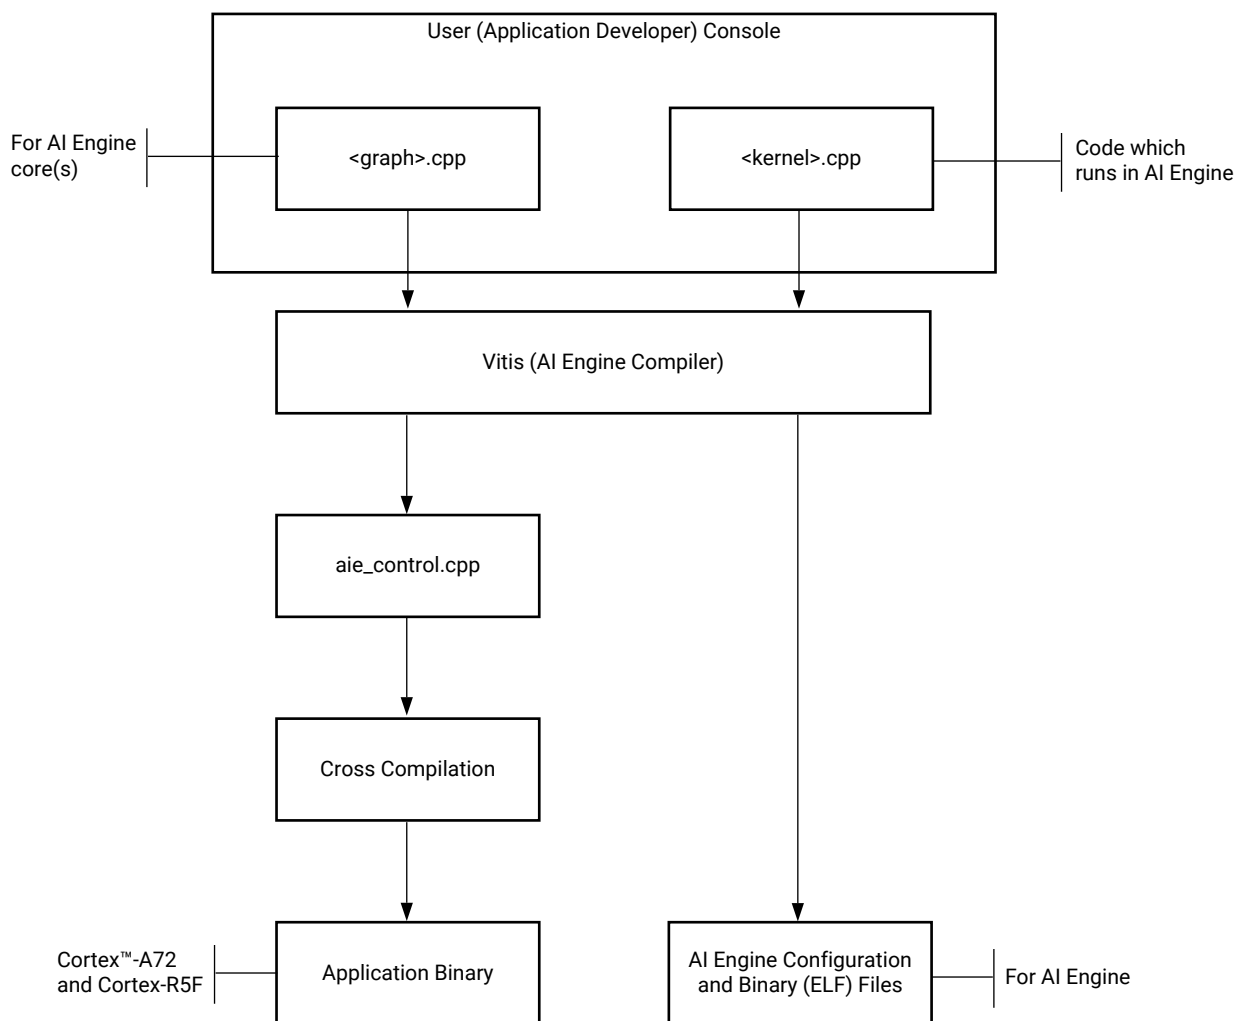 User (Application Developer) Console
For AI Engine
core(s)
<graph>.cpp
<kernel>.cpp
Code which
runs in AI Engine
Vitis (AI Engine Compiler)
aie_control.cpp
Cross Compilation
Cortex™-A72
and Cortex-R5F
Application Binary
AI Engine Configuration
and Binary (ELF) Files
For AI Engine